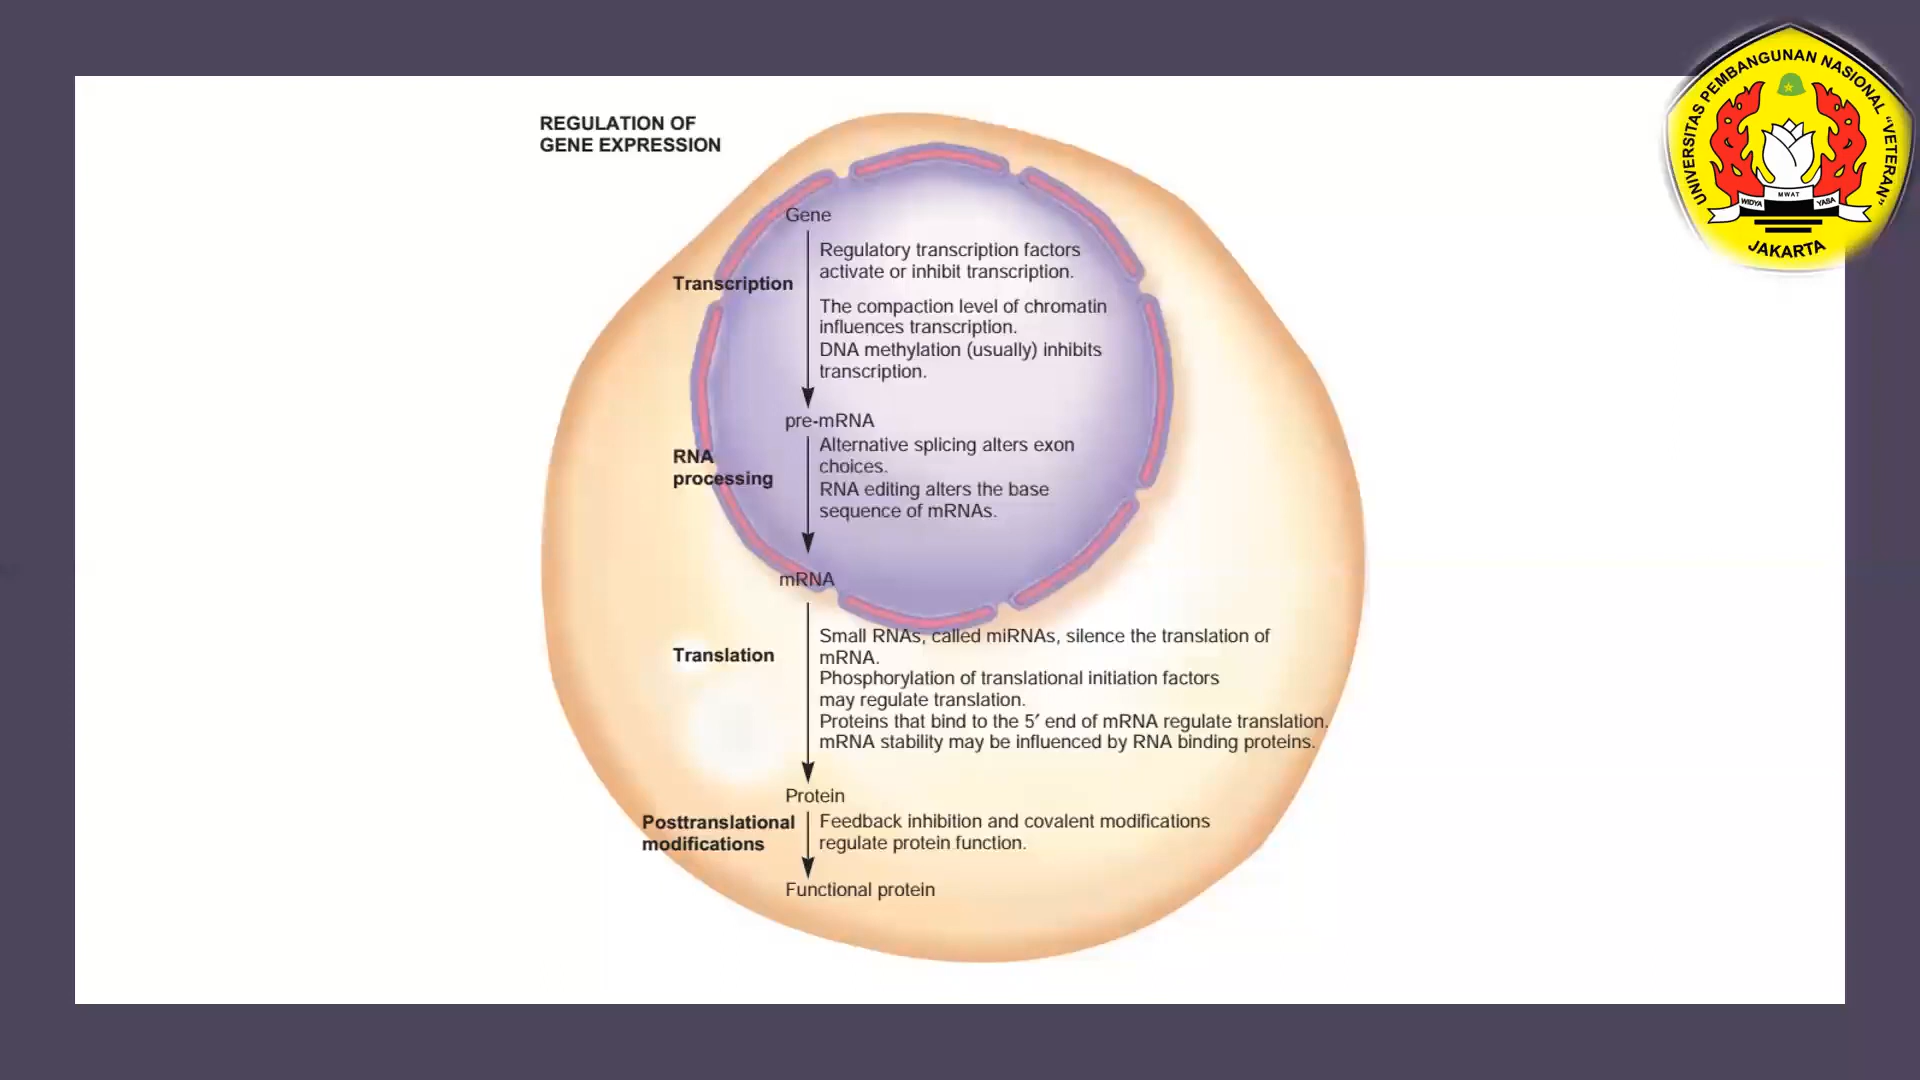 REGULATION OF
GENE EXPRESSION
Gene
Transcription
Regulatory transcription factors
activate or inhibit transcription.
The compaction level of chromatin
influences transcription.
DNA methylation (usually) inhibits
transcription.
pre-mRNA
RNA
processing
Alternative splicing alters exon
choices.
RNA editing alters the base
sequence of mRNAs.
mRNA
Translation
Small RNAs, called miRNAs, silence the translation of
mRNA.
Phosphorylation of translational initiation factors
may regulate translation.
Proteins that bind to the 5′ end of mRNA regulate translation.
mRNA stability may be influenced by RNA binding proteins.
Protein
Posttranslational
modifications
Feedback inhibition and covalent modifications
regulate protein function.
Functional protein
UNIVERSITAS PEMBANGUNAN NASIONAL “VETERAN”
WIDYA MWAT YASA
JAKARTA